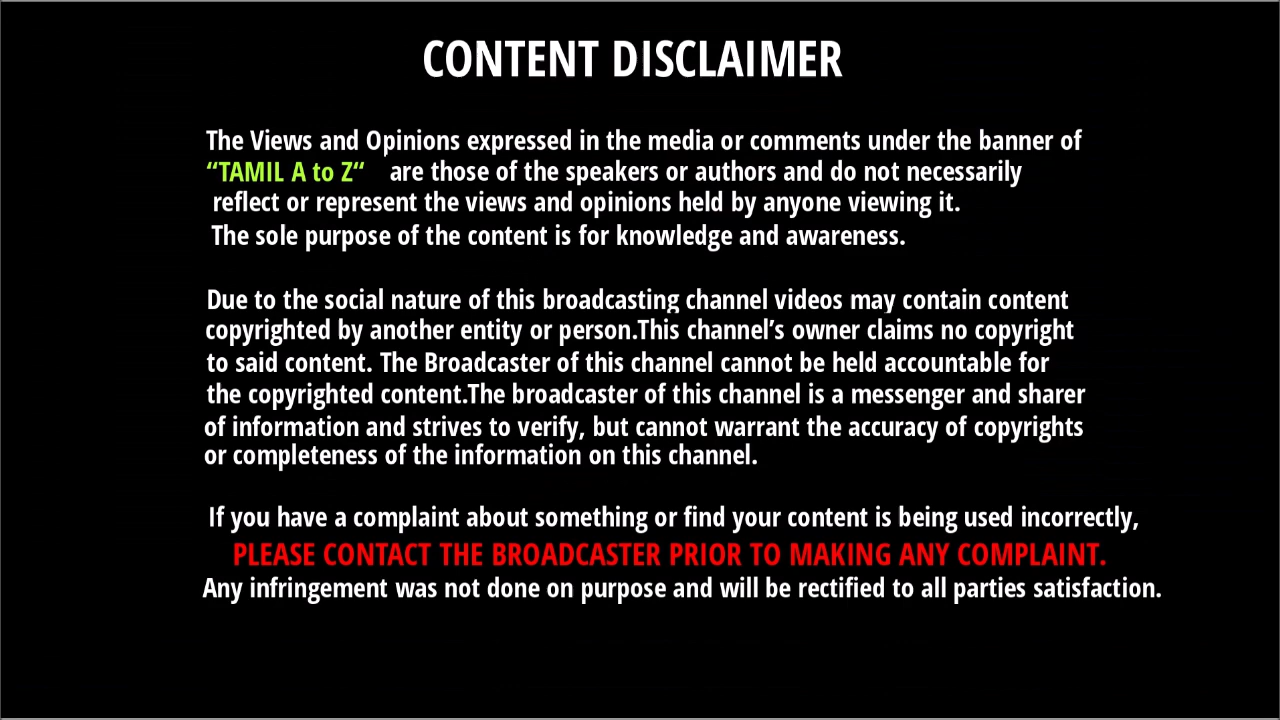 CONTENT DISCLAIMER
The Views and Opinions expressed in the media or comments under the banner of
“TAMIL A to Z“ are those of the speakers or authors and do not necessarily
reflect or represent the views and opinions held by anyone viewing it.
The sole purpose of the content is for knowledge and awareness.
Due to the social nature of this broadcasting channel videos may contain content
copyrighted by another entity or person.This channel’s owner claims no copyright
to said content. The Broadcaster of this channel cannot be held accountable for
the copyrighted content.The broadcaster of this channel is a messenger and sharer
of information and strives to verify, but cannot warrant the accuracy of copyrights
or completeness of the information on this channel.
If you have a complaint about something or find your content is being used incorrectly,
PLEASE CONTACT THE BROADCASTER PRIOR TO MAKING ANY COMPLAINT.
Any infringement was not done on purpose and will be rectified to all parties satisfaction.